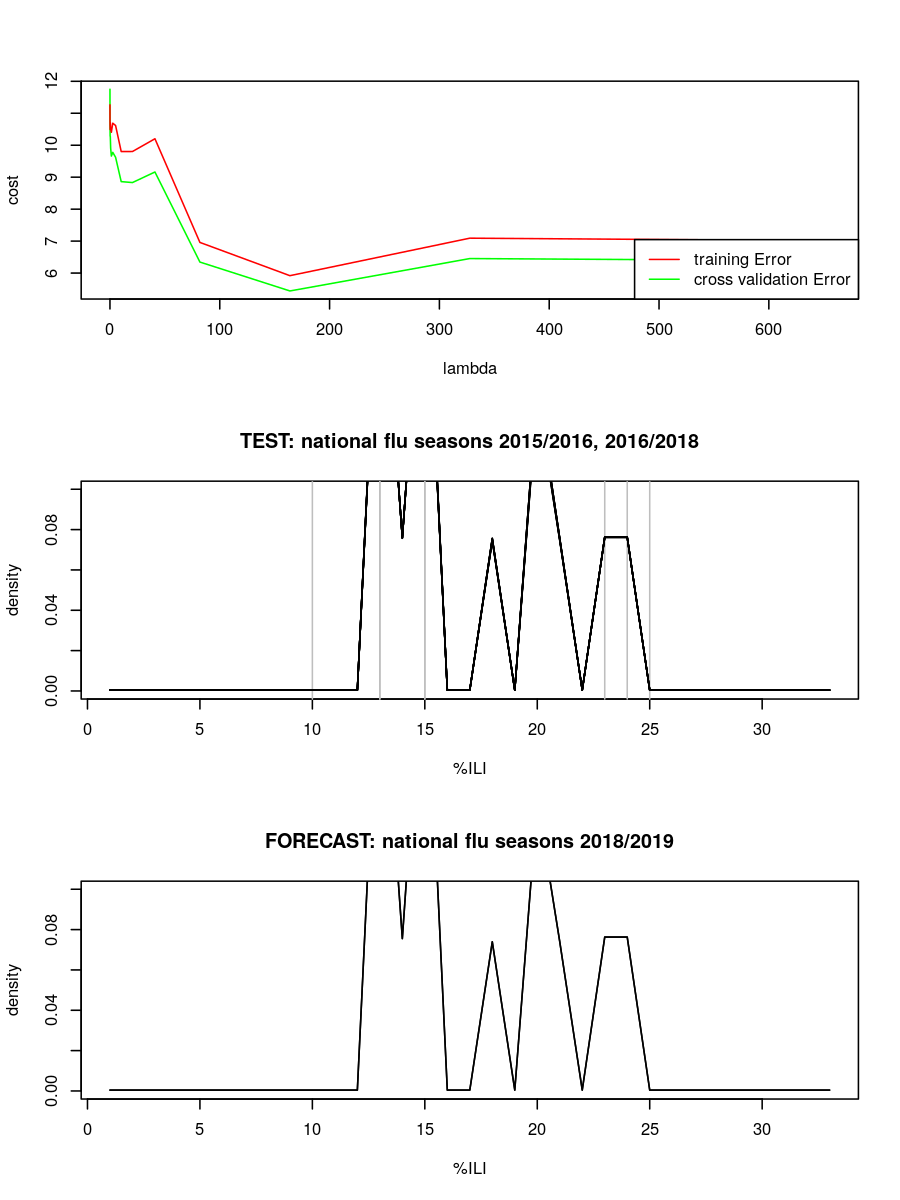 12
10
9
8
7
6
cost
training Error
cross validation Error
0 100 200 300 400 500 600
lambda
TEST: national flu seasons 2015/2016, 2016/2018
0.08
0.04
0.00
density
0 5 10 15 20 25 30
%ILI
FORECAST: national flu seasons 2018/2019
0.08
0.04
0.00
density
0 5 10 15 20 25 30
%ILI